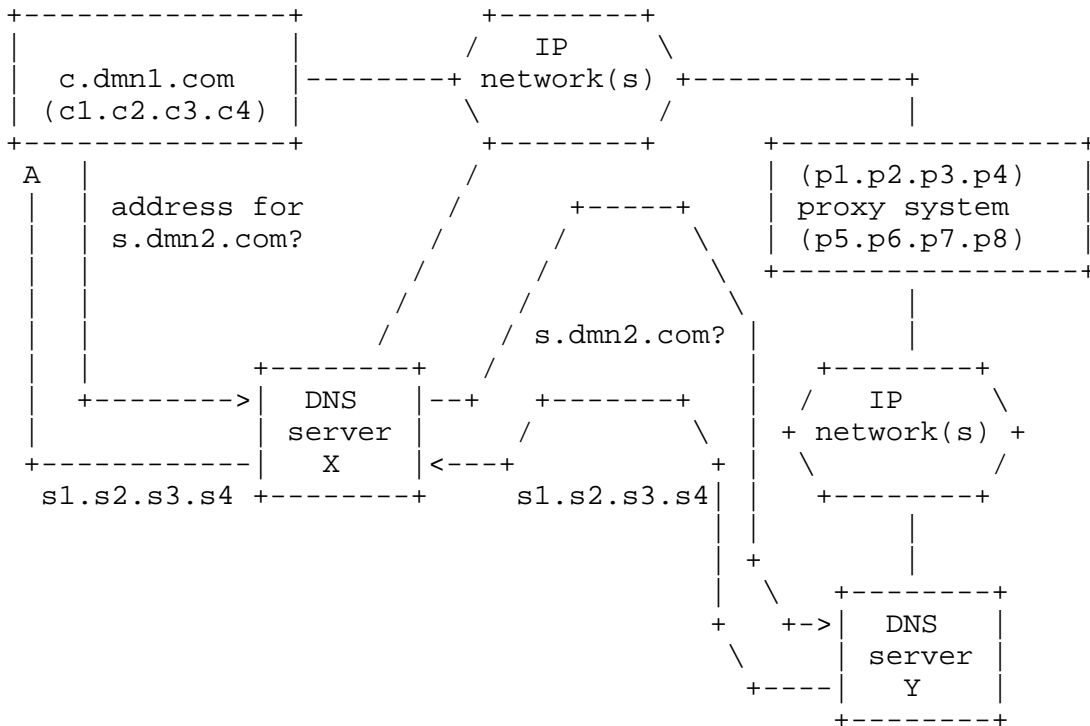 IP
c.dmn1.com
network(s)
(c1.c2.c3.c4)
A
(p1.p2.p3.p4)
address for
proxy system
s.dmn2.com?
(p5.p6.p7.p8)
s.dmn2.com?
DNS
IP
server
network(s)
X
s1.s2.s3.s4
s1.s2.s3.s4
DNS
server
Y